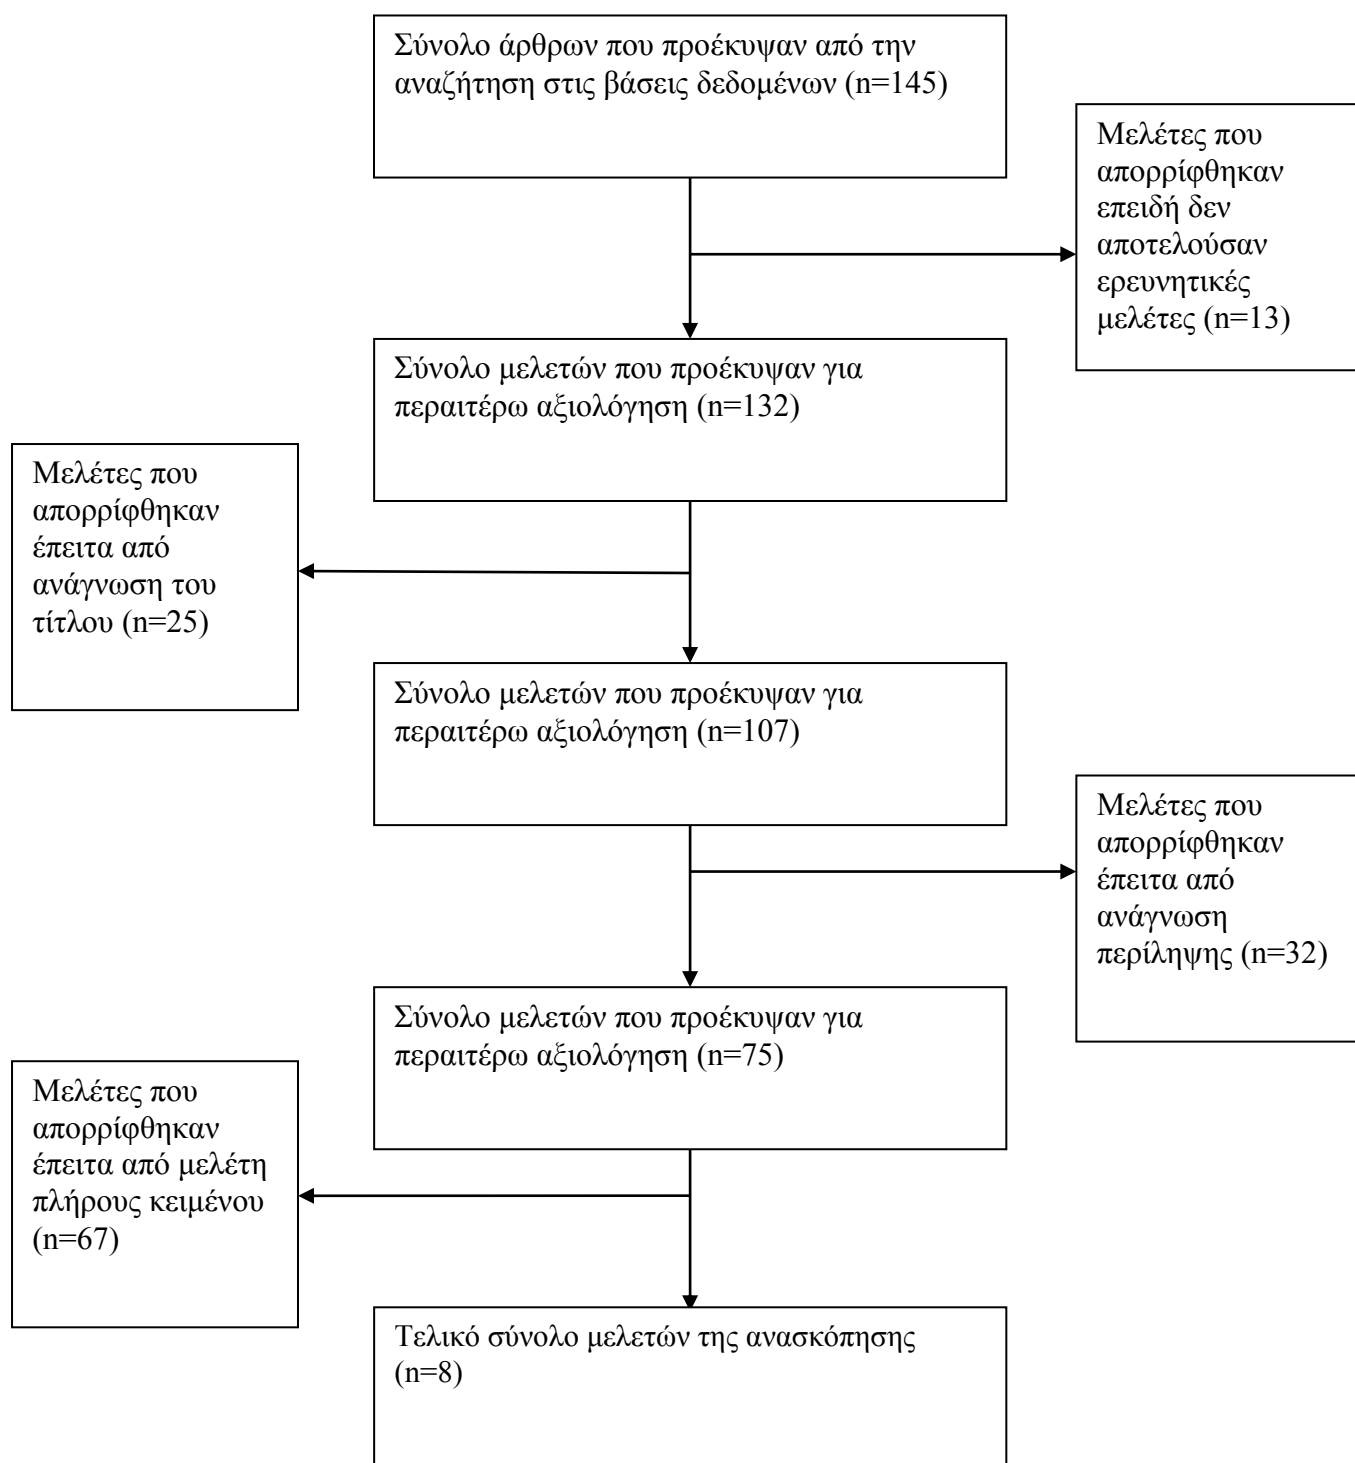 Σύνολο άρθρων που προέκυψαν από την
αναζήτηση στις βάσεις δεδομένων (n=145)
Μελέτες που
απορρίφθηκαν
επειδή δεν
αποτελούσαν
ερευνητικές
μελέτες (n=13)
Σύνολο μελετών που προέκυψαν για
περαιτέρω αξιολόγηση (n=132)
Μελέτες που
απορρίφθηκαν
έπειτα από
ανάγνωση του
τίτλου (n=25)
Σύνολο μελετών που προέκυψαν για
περαιτέρω αξιολόγηση (n=107)
Μελέτες που
απορρίφθηκαν
έπειτα από
ανάγνωση
περίληψης (n=32)
Σύνολο μελετών που προέκυψαν για
περαιτέρω αξιολόγηση (n=75)
Μελέτες που
απορρίφθηκαν
έπειτα από μελέτη
πλήρους κειμένου
(n=67)
Τελικό σύνολο μελετών της ανασκόπησης
(n=8)